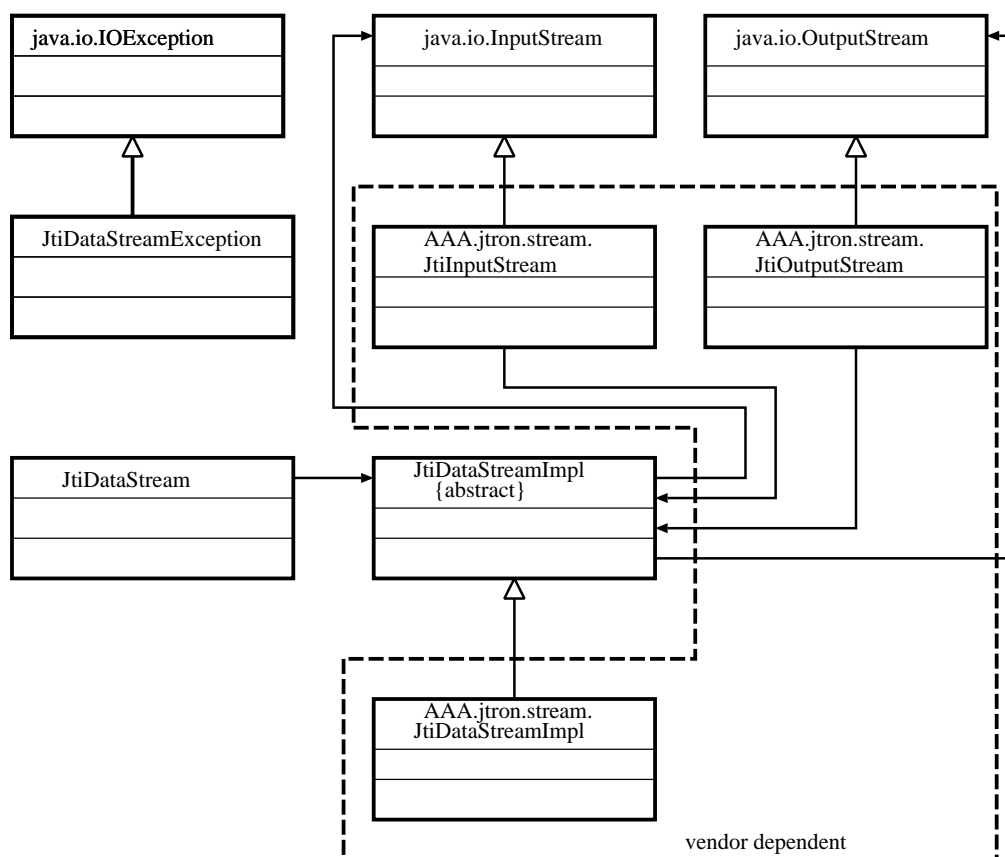 java.io.IOException
java.io.InputStream
java.io.OutputStream
JtiDataStreamException
AAA.jtron.stream.
JtiInputStream
AAA.jtron.stream.
JtiOutputStream
JtiDataStream
JtiDataStreamImpl
{abstract}
AAA.jtron.stream.
JtiDataStreamImpl
vendor dependent